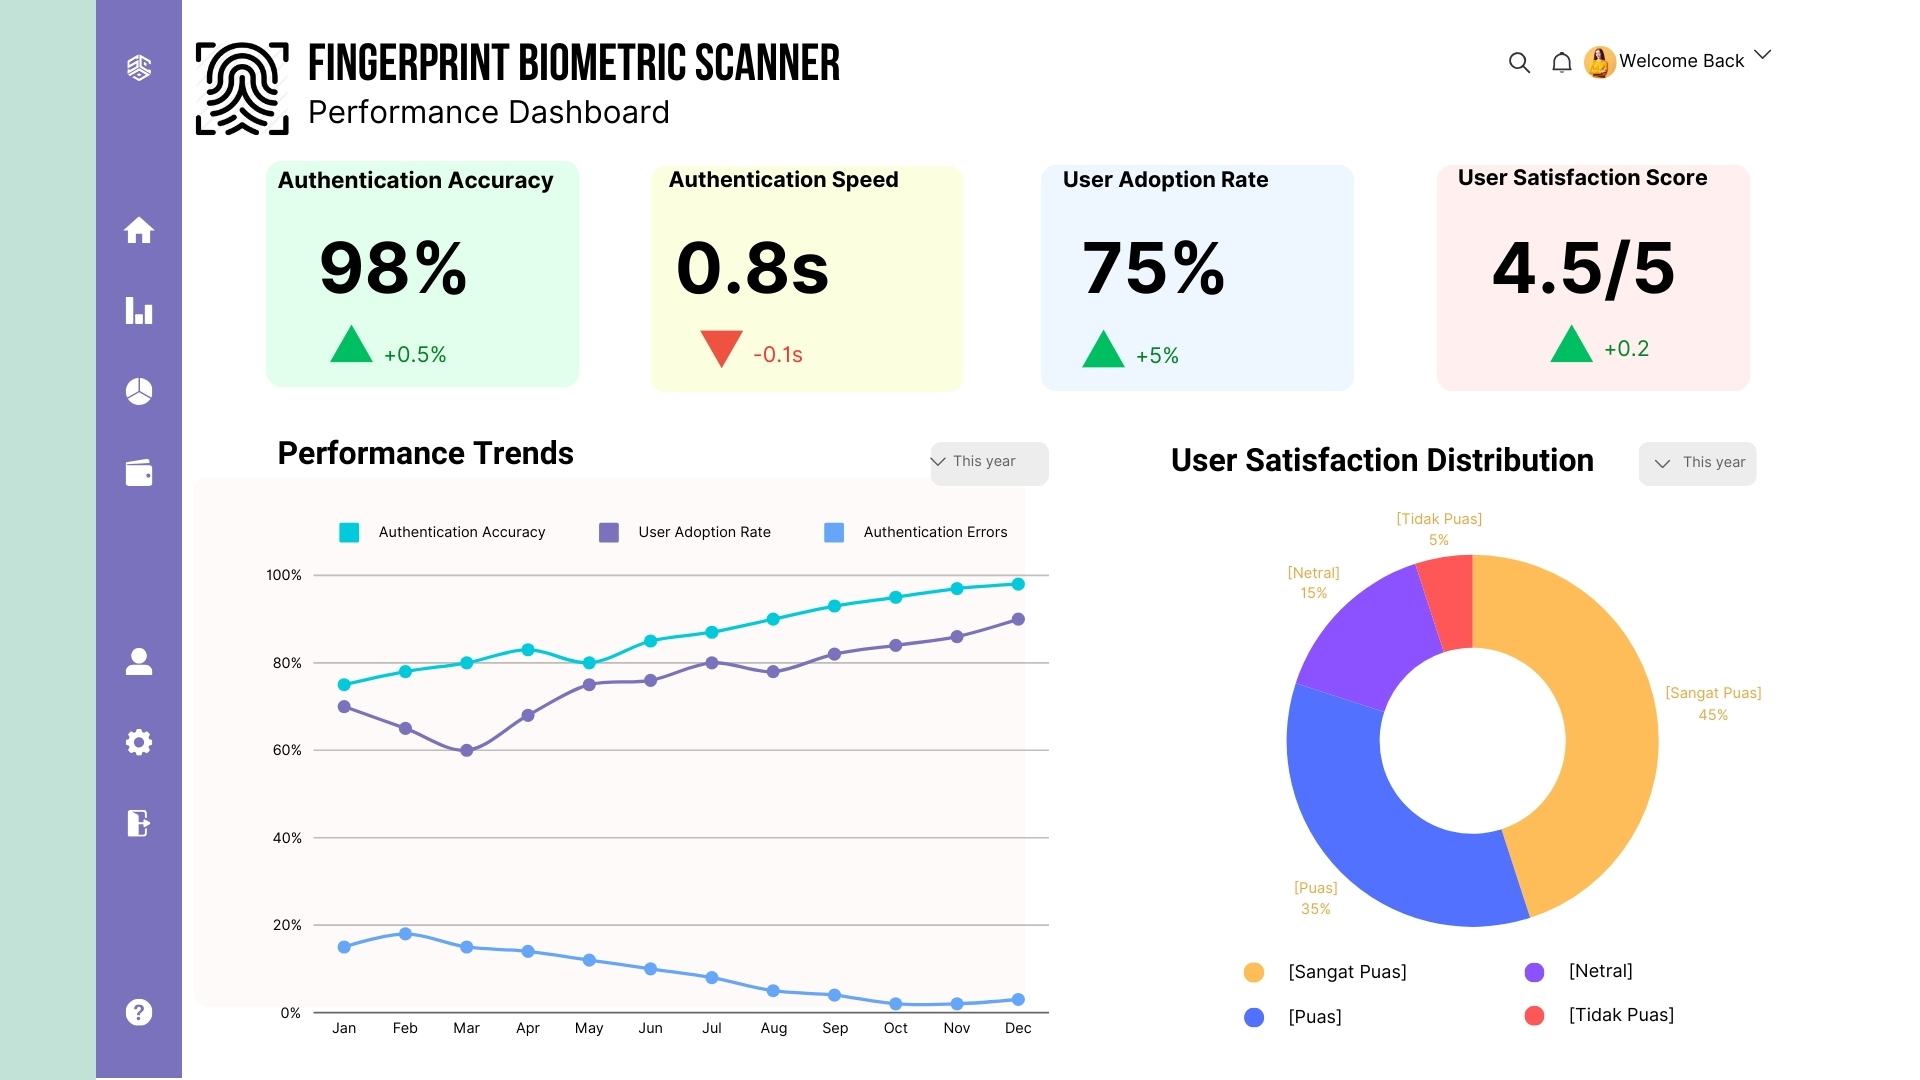 FINGERPRINT BIOMETRIC SCANNER
Performance Dashboard
Welcome Back
Authentication Accuracy
98%
+0.5%
Authentication Speed
0.8s
-0.1s
User Adoption Rate
75%
+5%
User Satisfaction Score
4.5/5
+0.2
Performance Trends
This year
Authentication Accuracy
User Adoption Rate
Authentication Errors
100%
80%
60%
40%
20%
0%
Jan Feb Mar Apr May Jun Jul Aug Sep Oct Nov Dec
User Satisfaction Distribution
This year
[Tidak Puas]
5%
[Netral]
15%
[Sangat Puas]
45%
[Puas]
35%
[Sangat Puas]
[Netral]
[Puas]
[Tidak Puas]
?